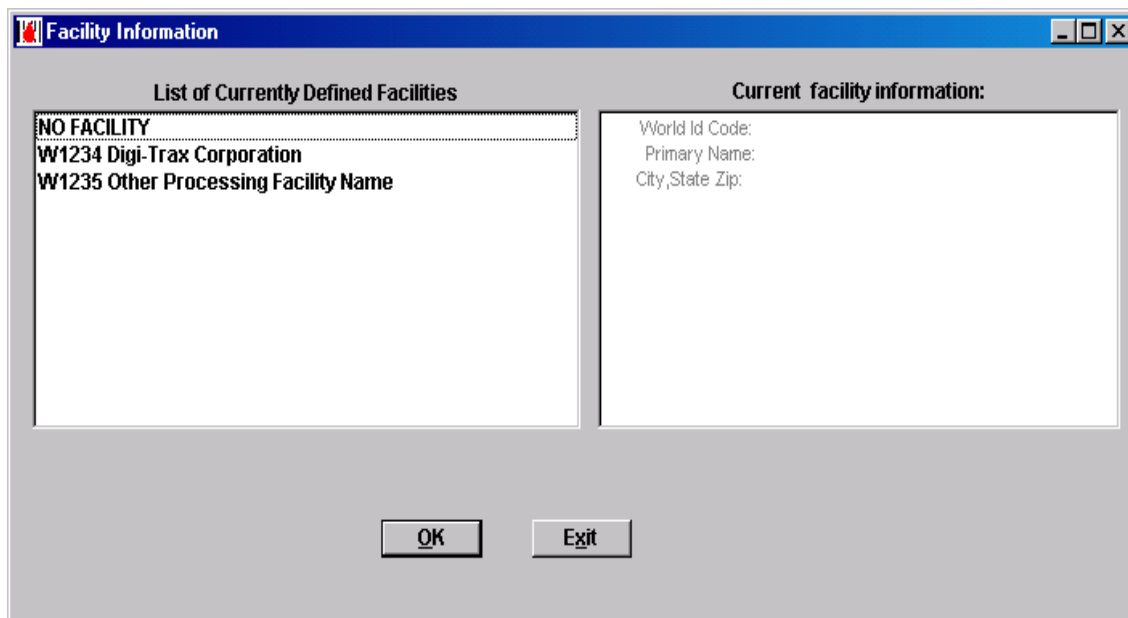 Facility Information
List of Currently Defined Facilities
NO FACILITY
W1234 Digi-Trax Corporation
W1235 Other Processing Facility Name
Current facility information:
World Id Code:
Primary Name:
City,State Zip:
OK
Exit